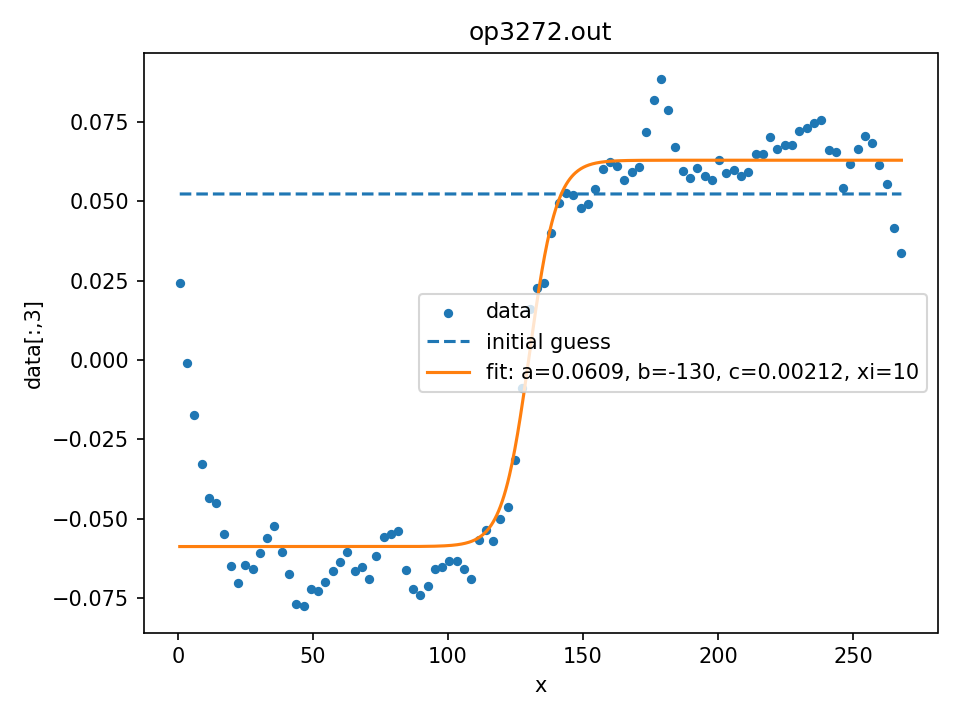 op3272.out
0.075
0.050
0.025
0.000
−0.025
−0.050
−0.075
data[:,3]
data
initial guess
fit: a=0.0609, b=-130, c=0.00212, xi=10
0 50 100 150 200 250
x